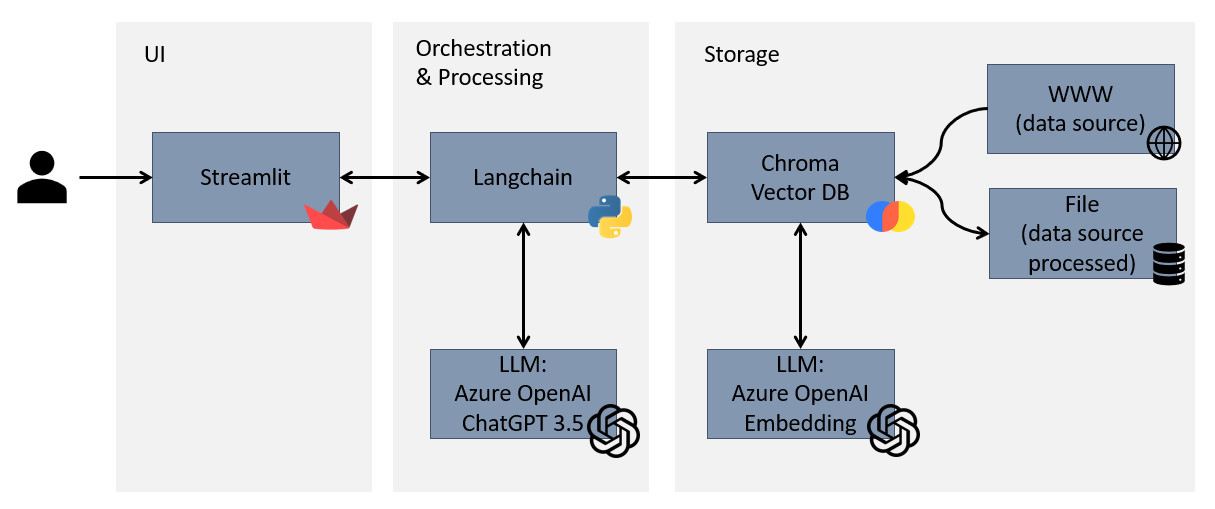 UI
Orchestration
& Processing
Storage
Streamlit
Langchain
Chroma
Vector DB
WWW
(data source)
File
(data source
processed)
LLM:
Azure OpenAI
ChatGPT 3.5
LLM:
Azure OpenAI
Embedding